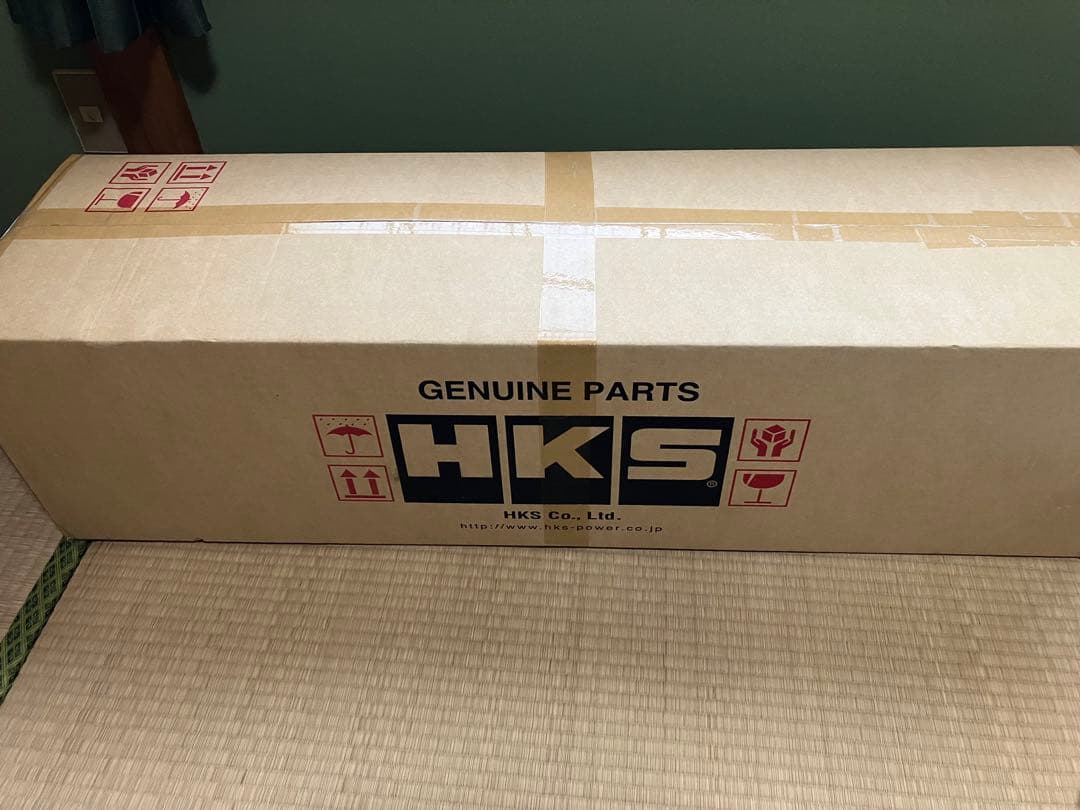 GENUINE PARTS
HKS®
HKS Co., Ltd.
http://www.hks-power.co.jp